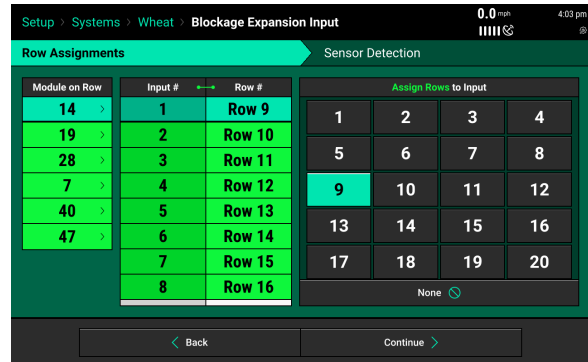 Setup > Systems > Wheat > Blockage Expansion Input
0.0 mph
4:03 pm
Row Assignments
Sensor Detection
Module on Row
14 >
19 >
28 >
7 >
40 >
47 >
Input # Row #
1 Row 9
2 Row 10
3 Row 11
4 Row 12
5 Row 13
6 Row 14
7 Row 15
8 Row 16
Assign Rows to Input
1 2 3 4
5 6 7 8
9 10 11 12
13 14 15 16
17 18 19 20
None
< Back
Continue >